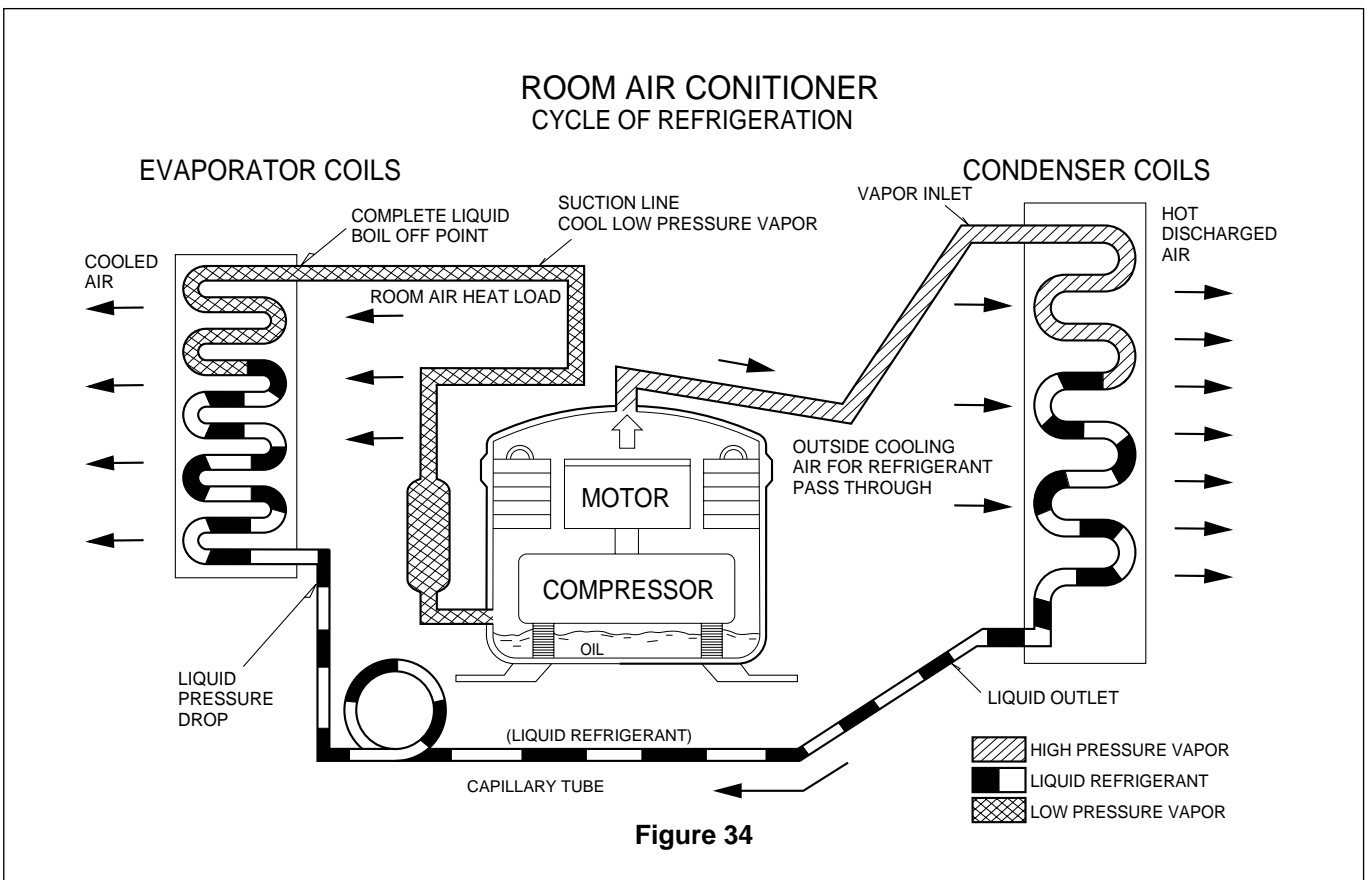 ROOM AIR CONITIONER
CYCLE OF REFRIGERATION
EVAPORATOR COILS
CONDENSER COILS
SUCTION LINE
COOL LOW PRESSURE VAPOR
VAPOR INLET
COMPLETE LIQUID
BOIL OFF POINT
HOT
DISCHARGED
AIR
COOLED
AIR
ROOM AIR HEAT LOAD
OUTSIDE COOLING
AIR FOR REFRIGERANT
PASS THROUGH
MOTOR
COMPRESSOR
OIL
LIQUID
PRESSURE
DROP
LIQUID OUTLET
(LIQUID REFRIGERANT)
CAPILLARY TUBE
HIGH PRESSURE VAPOR
LIQUID REFRIGERANT
LOW PRESSURE VAPOR
Figure 34